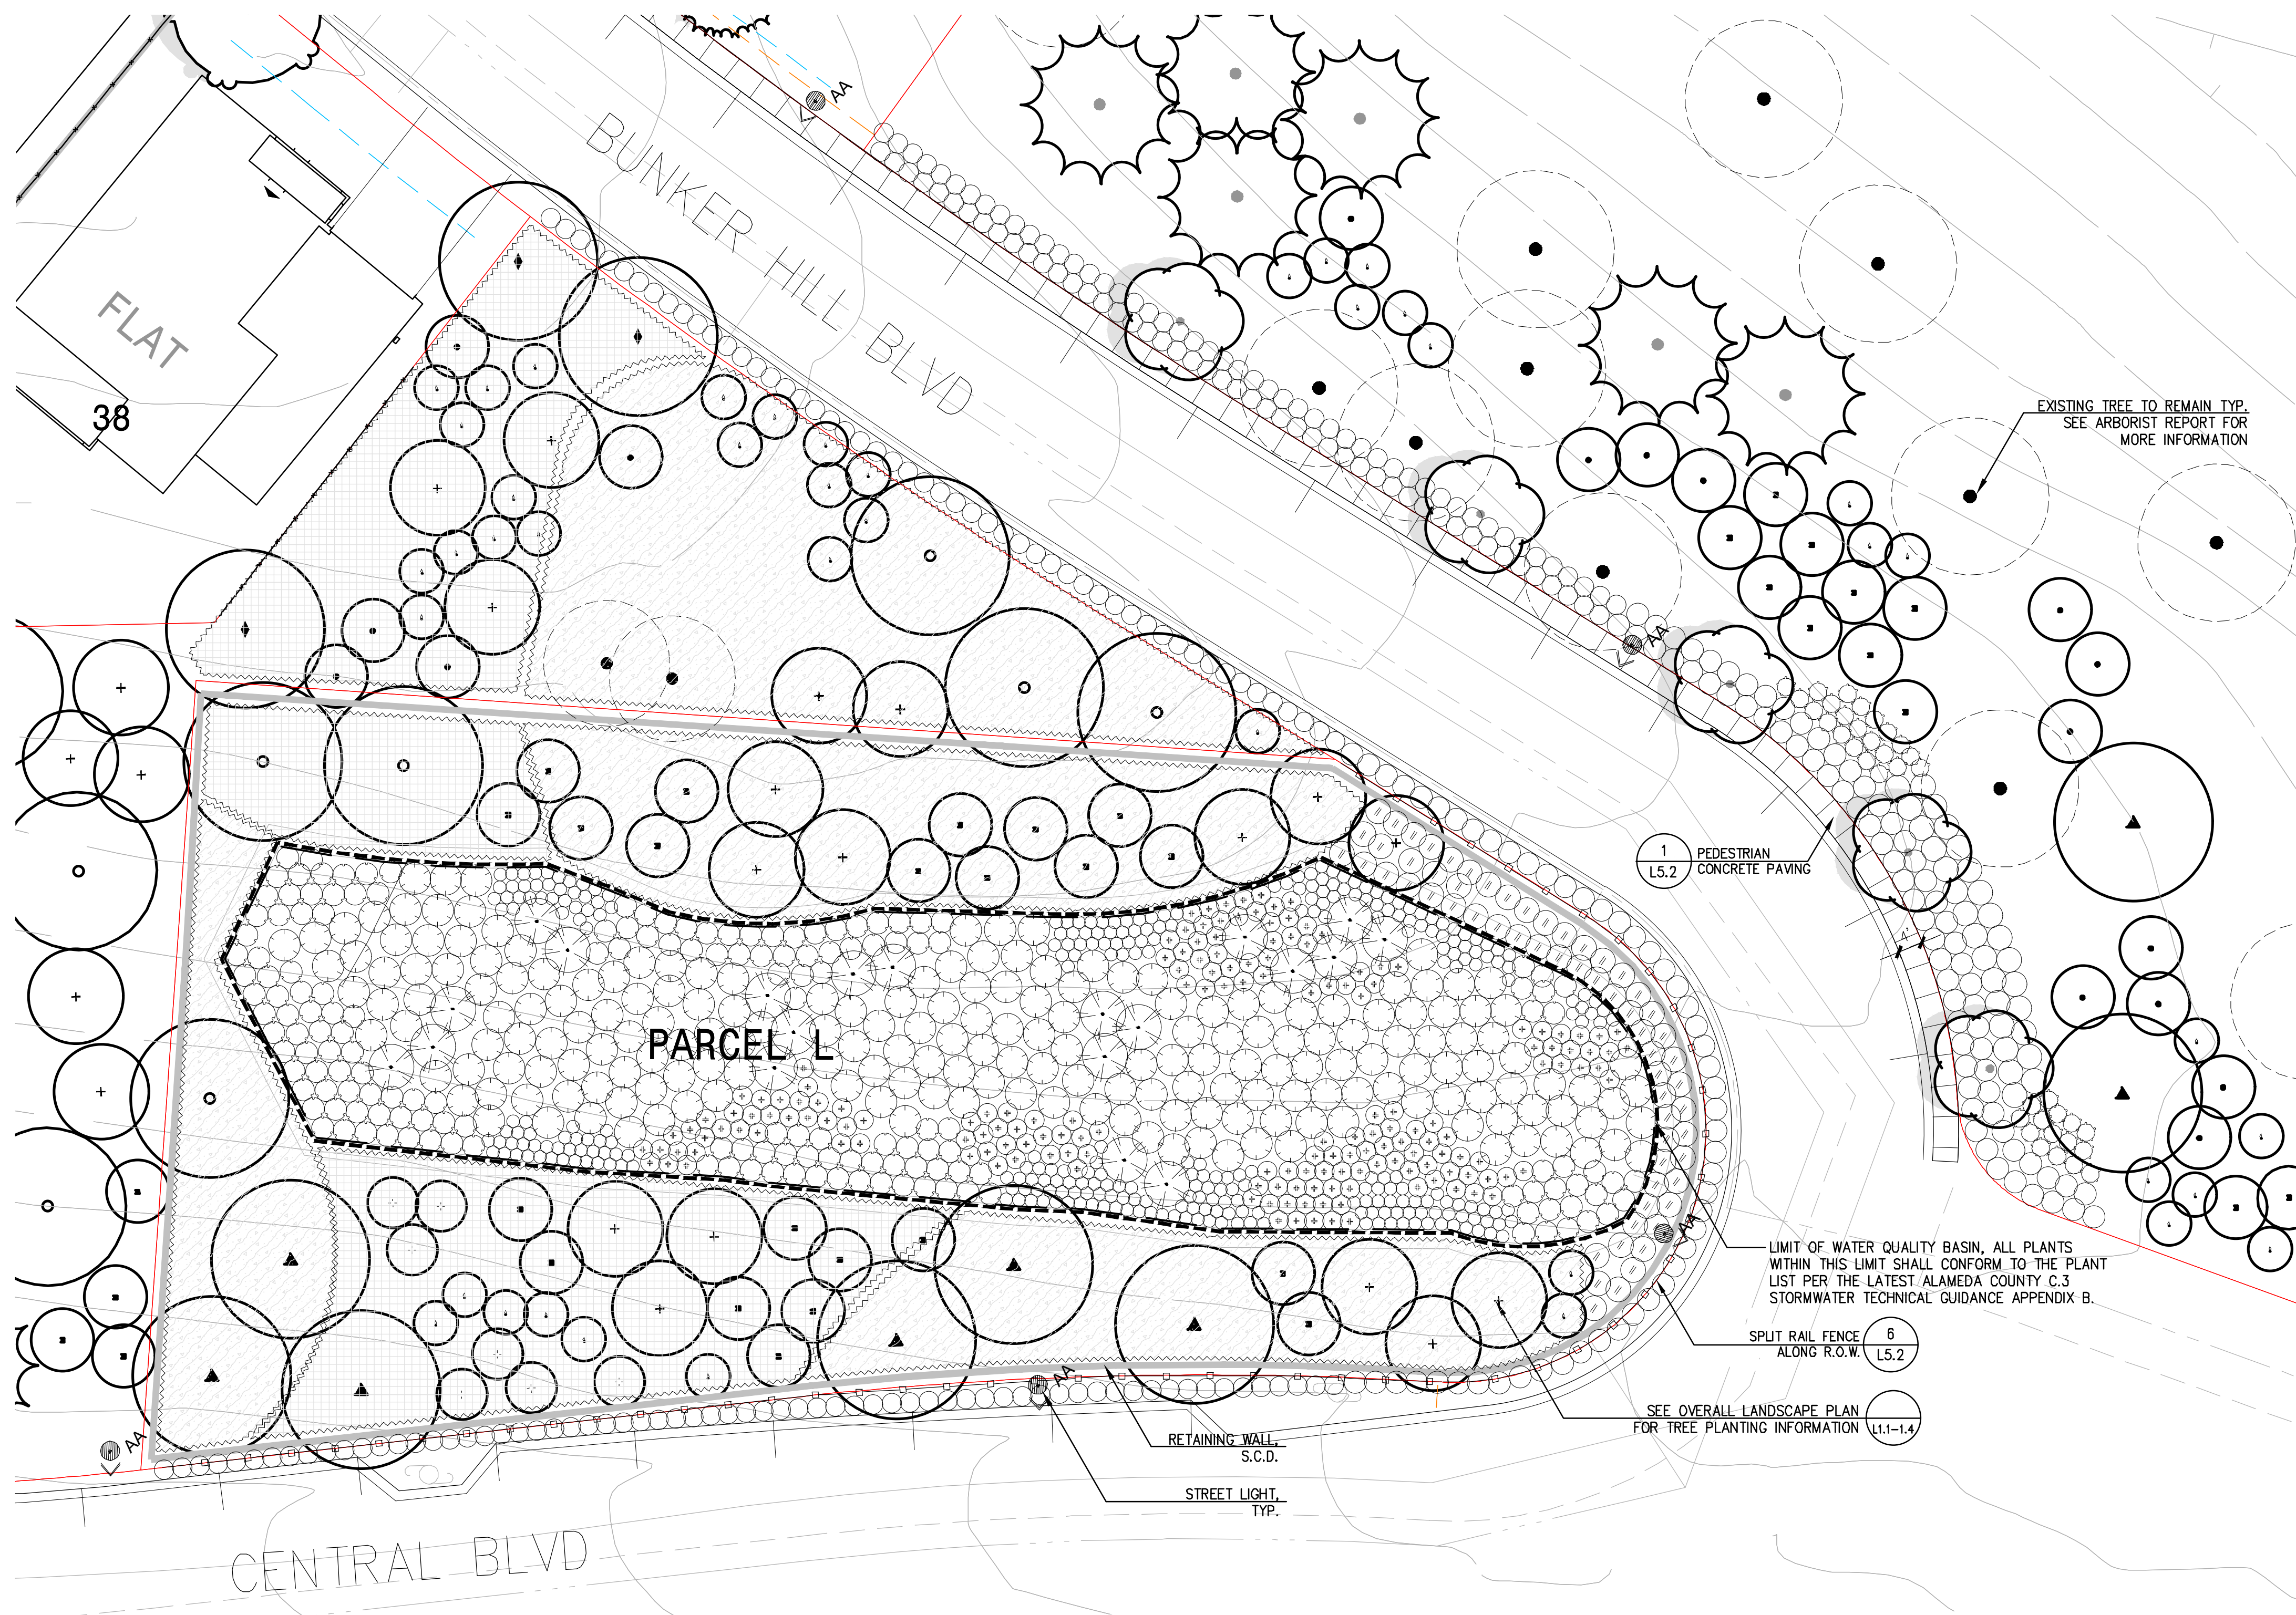 BUNKER HILL BLVD
AA
FLAT
38
EXISTING TREE TO REMAIN TYP.
SEE ARBORIST REPORT FOR
MORE INFORMATION
AA
1
L5.2
PEDESTRIAN
CONCRETE PAVING
PARCEL L
AA
LIMIT OF WATER QUALITY BASIN, ALL PLANTS
WITHIN THIS LIMIT SHALL CONFORM TO THE PLANT
LIST PER THE LATEST ALAMEDA COUNTY C.3
STORMWATER TECHNICAL GUIDANCE APPENDIX B.
SPLIT RAIL FENCE
ALONG R.O.W.
6
L5.2
SEE OVERALL LANDSCAPE PLAN
FOR TREE PLANTING INFORMATION
L1.1-1.4
AA
AA
RETAINING WALL,
S.C.D.
STREET LIGHT,
TYP.
CENTRAL BLVD